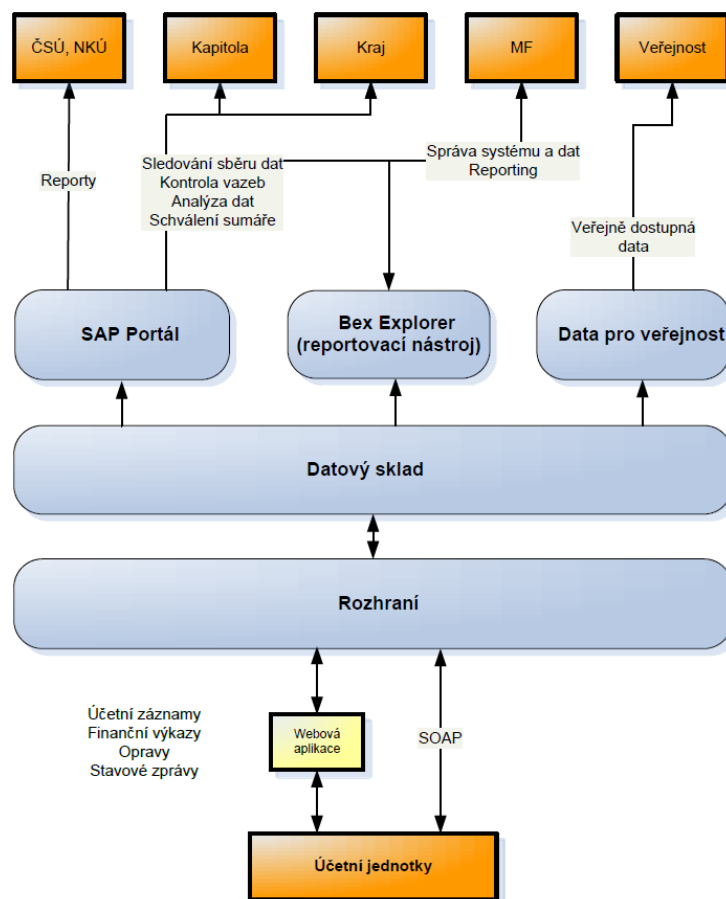 ČSÚ, NKÚ
Kapitola
Kraj
MF
Veřejnost
Reporty
Sledování sběru dat
Kontrola vazeb
Analýza dat
Schválení sumáře
Správa systému a dat
Reporting
Veřejně dostupná
data
SAP Portál
Bex Explorer
(reportovací nástroj)
Data pro veřejnost
Datový sklad
Rozhraní
Účetní záznamy
Finanční výkazy
Opravy
Stavové zprávy
Webová
aplikace
SOAP
Účetní jednotky